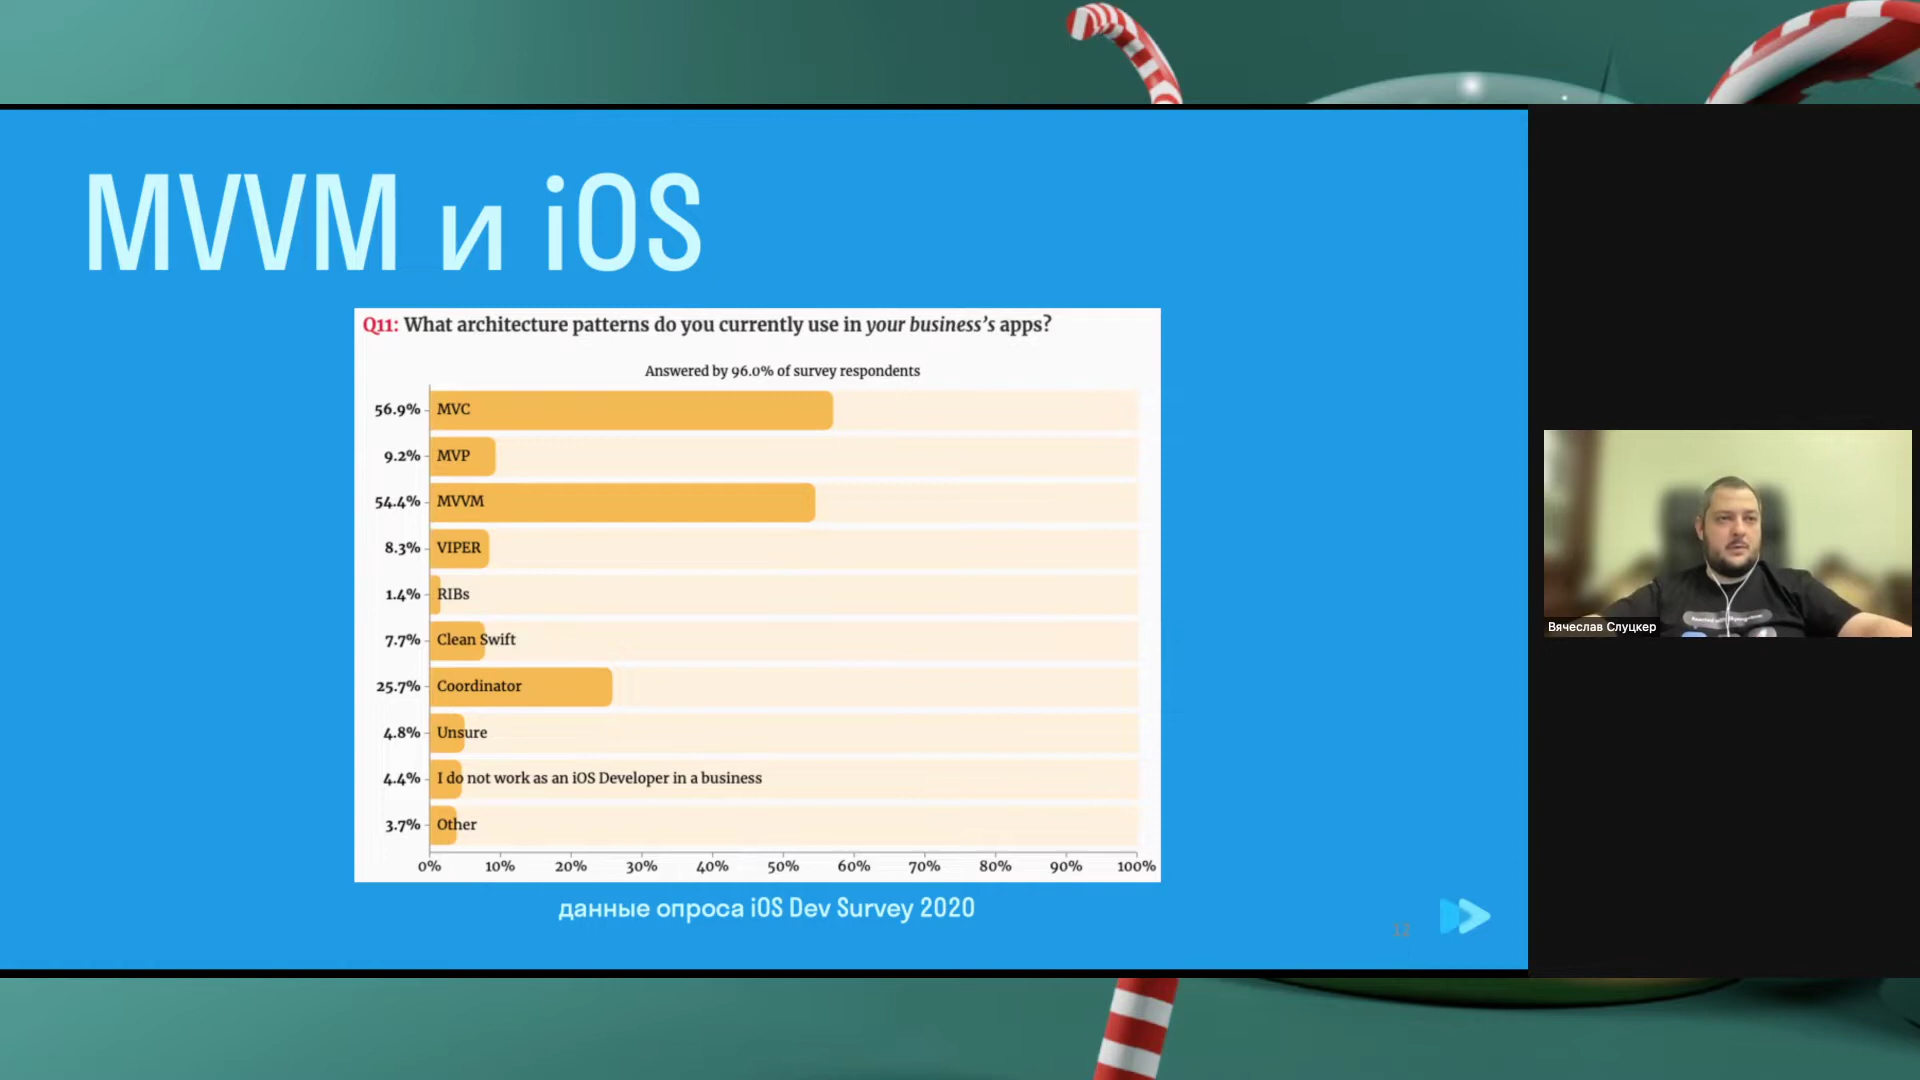 MVVM и iOS
Q11: What architecture patterns do you currently use in your business's apps?
Answered by 96.0% of survey respondents
56.9% MVC
9.2% MVP
54.4% MVVM
8.3% VIPER
1.4% RIBs
7.7% Clean Swift
25.7% Coordinator
4.8% Unsure
4.4% I do not work as an iOS Developer in a business
3.7% Other
0% 10% 20% 30% 40% 50% 60% 70% 80% 90% 100%
данные опроса iOS Dev Survey 2020
12
Вячеслав Слуцкер